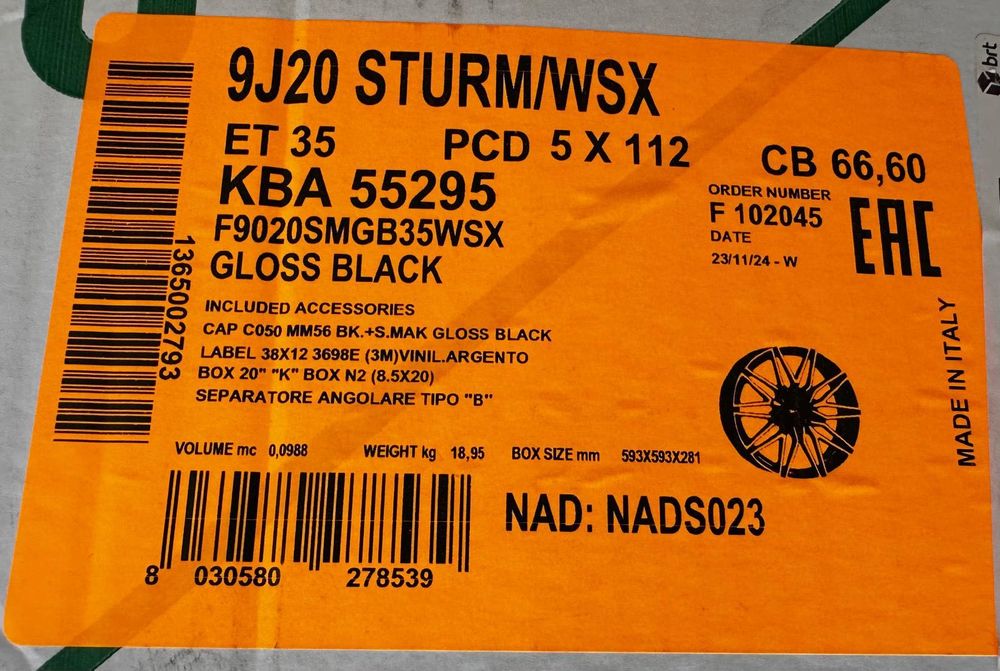 9J20 STURM/WSX
ET 35 PCD 5 X 112 CB 66,60
KBA 55295
ORDER NUMBER
F 102045
F9020SMGB35WSX
DATE
23/11/24 - W
EAC
GLOSS BLACK
INCLUDED ACCESSORIES
CAP C050 MM56 BK.+S.MAK GLOSS BLACK
LABEL 38X12 3698E (3M)VINIL.ARGENTO
BOX 20" "K" BOX N2 (8.5X20)
SEPARATORE ANGOLARE TIPO "B"
1365002793
MADE IN ITALY
VOLUME mc 0,0988 WEIGHT kg 18,95 BOX SIZE mm 593X593X281
NAD: NADS023
8 030580 278539
brt